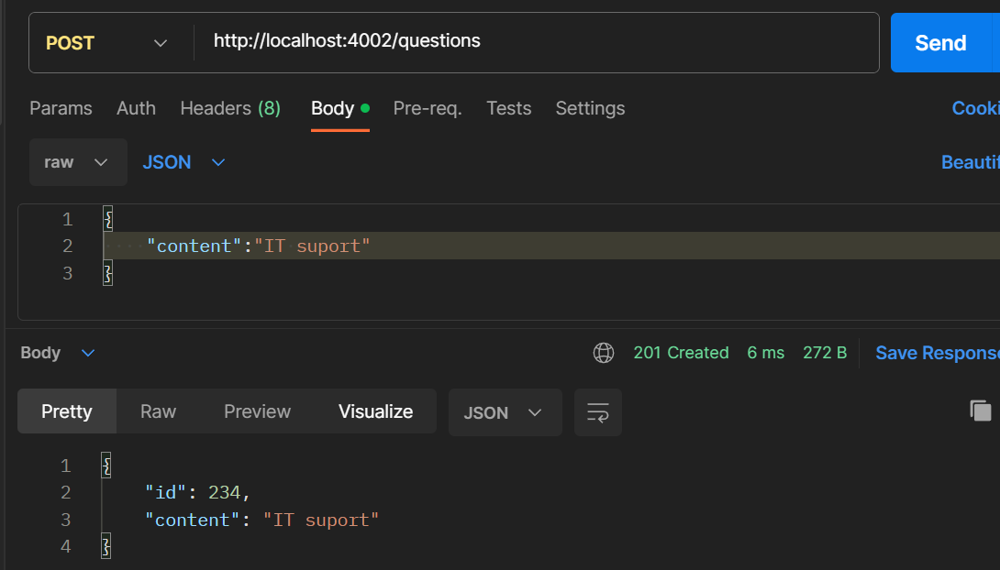 POST http://localhost:4002/questions Send
Params Auth Headers (8) Body Pre-req. Tests Settings Cooki
raw JSON Beautif
1 {
2 "content":"IT suport"
3 }
Body 201 Created 6 ms 272 B Save Respons
Pretty Raw Preview Visualize JSON
1 {
2 "id": 234,
3 "content": "IT suport"
4 }